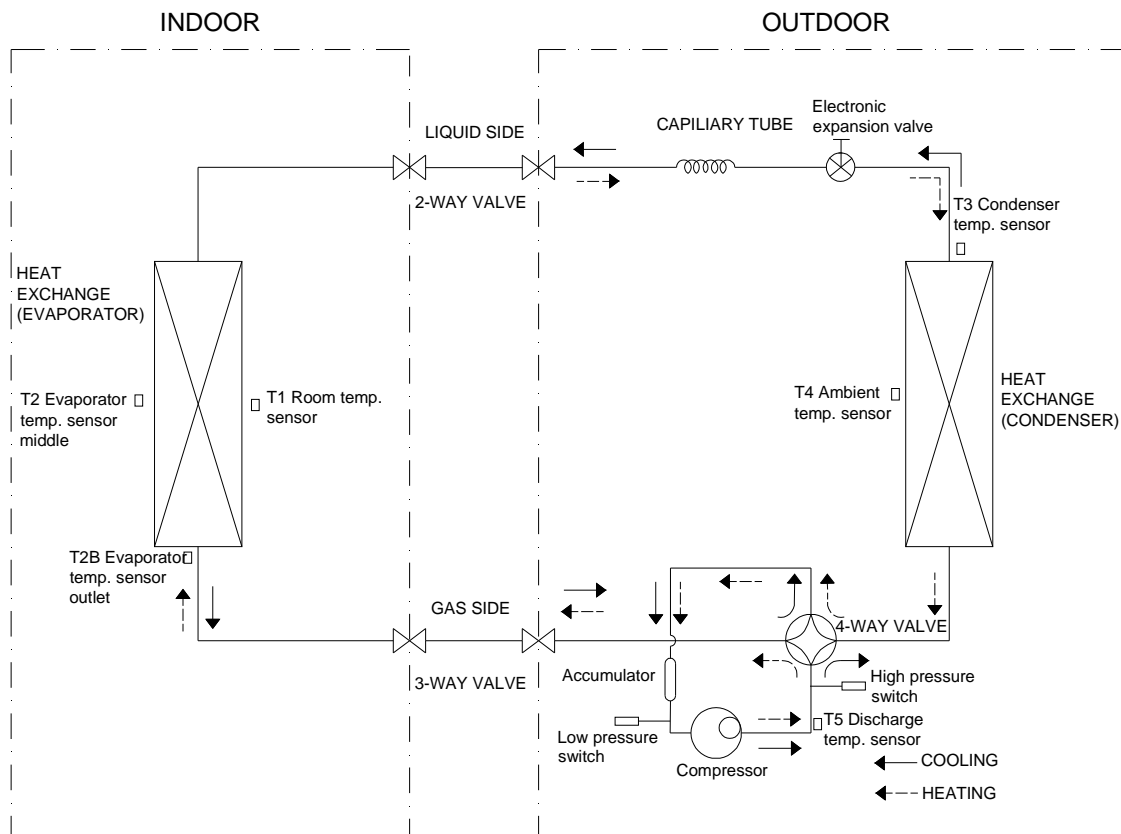 INDOOR
OUTDOOR
Electronic
expansion valve
CAPILIARY TUBE
LIQUID SIDE
2-WAY VALVE
T3 Condenser
temp. sensor
HEAT
EXCHANGE
(EVAPORATOR)
T2 Evaporator
temp. sensor
middle
T1 Room temp.
sensor
T4 Ambient
temp. sensor
HEAT
EXCHANGE
(CONDENSER)
T2B Evaporator
temp. sensor
outlet
GAS SIDE
3-WAY VALVE
4-WAY VALVE
Accumulator
High pressure
switch
Low pressure
switch
T5 Discharge
temp. sensor
Compressor
COOLING
HEATING